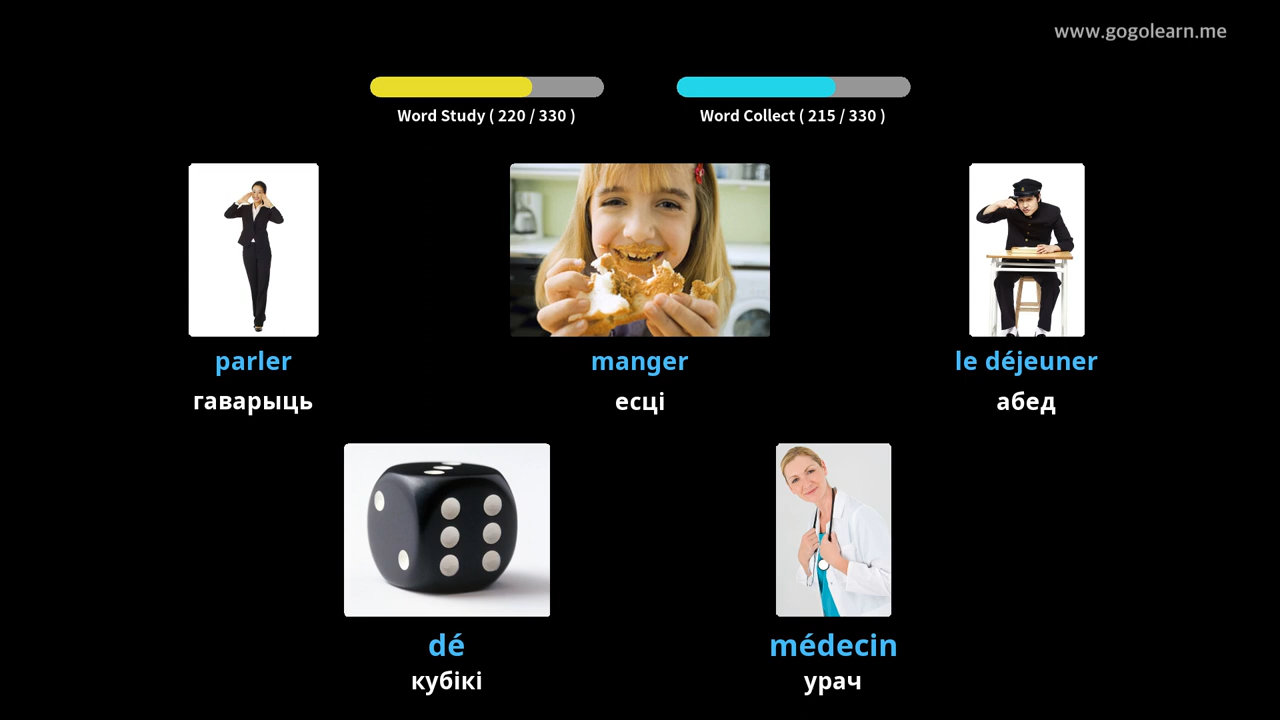 www.gogolearn.me
Word Study ( 220 / 330 )
Word Collect ( 215 / 330 )
parler
гаварыць
manger
есці
le déjeuner
абед
dé
кубікі
médecin
урач